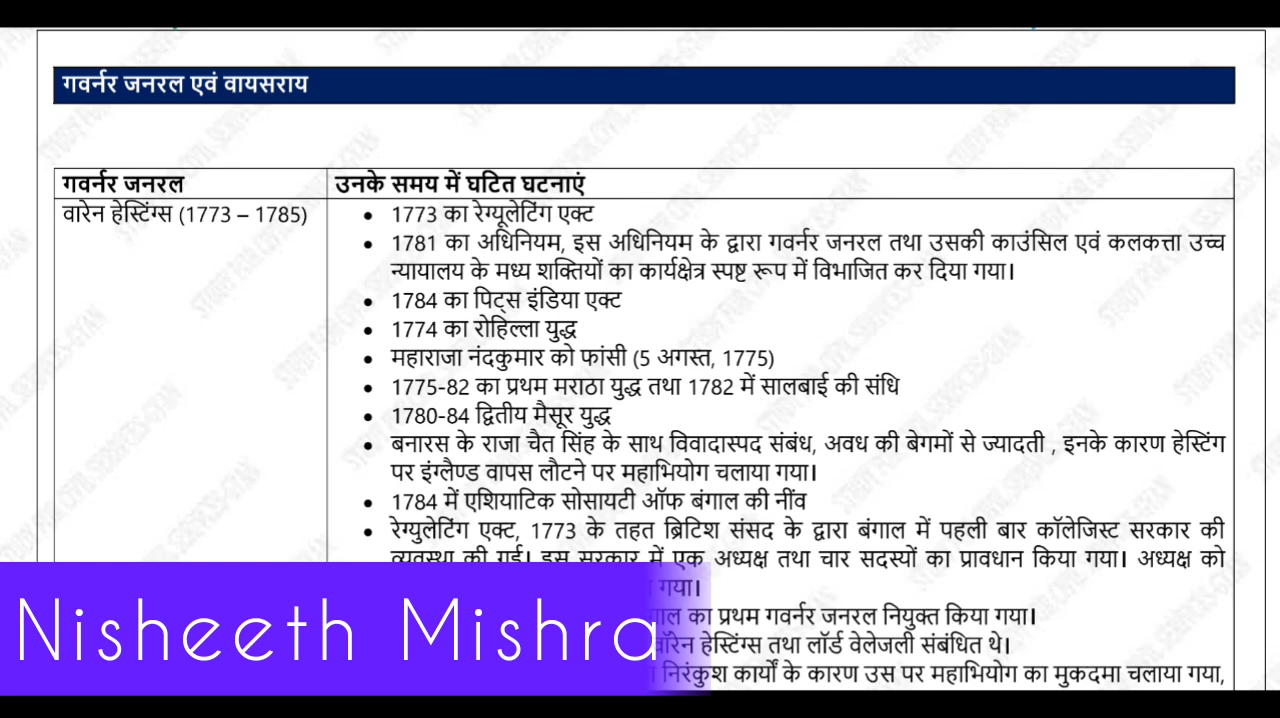 गवर्नर जनरल एवं वायसराय
गवर्नर जनरल
उनके समय में घटित घटनाएं
वारेन हेस्टिंग्स (1773 – 1785)
• 1773 का रेग्यूलेटिंग एक्ट
• 1781 का अधिनियम, इस अधिनियम के द्वारा गवर्नर जनरल तथा उसकी काउंसिल एवं कलकत्ता उच्च
न्यायालय के मध्य शक्तियों का कार्यक्षेत्र स्पष्ट रूप में विभाजित कर दिया गया।
• 1784 का पिट्स इंडिया एक्ट
• 1774 का रोहिल्ला युद्ध
• महाराजा नंदकुमार को फांसी (5 अगस्त, 1775)
• 1775-82 का प्रथम मराठा युद्ध तथा 1782 में सालबाई की संधि
• 1780-84 द्वितीय मैसूर युद्ध
• बनारस के राजा चैत सिंह के साथ विवादास्पद संबंध, अवध की बेगमों से ज्यादती , इनके कारण हेस्टिंग
पर इंग्लैण्ड वापस लौटने पर महाभियोग चलाया गया।
• 1784 में एशियाटिक सोसायटी ऑफ बंगाल की नींव
• रेग्युलेटिंग एक्ट, 1773 के तहत ब्रिटिश संसद के द्वारा बंगाल में पहली बार कॉलेजिस्ट सरकार की
व्यवस्था की गई। इस सरकार में एक अध्यक्ष तथा चार सदस्यों का प्रावधान किया गया। अध्यक्ष को
गया।
का प्रथम गवर्नर जनरल नियुक्त किया गया।
वॉरेन हेस्टिंग्स तथा लॉर्ड वेलेजली संबंधित थे।
निरंकुश कार्यों के कारण उस पर महाभियोग का मुकदमा चलाया गया,
Nisheeth Mishra